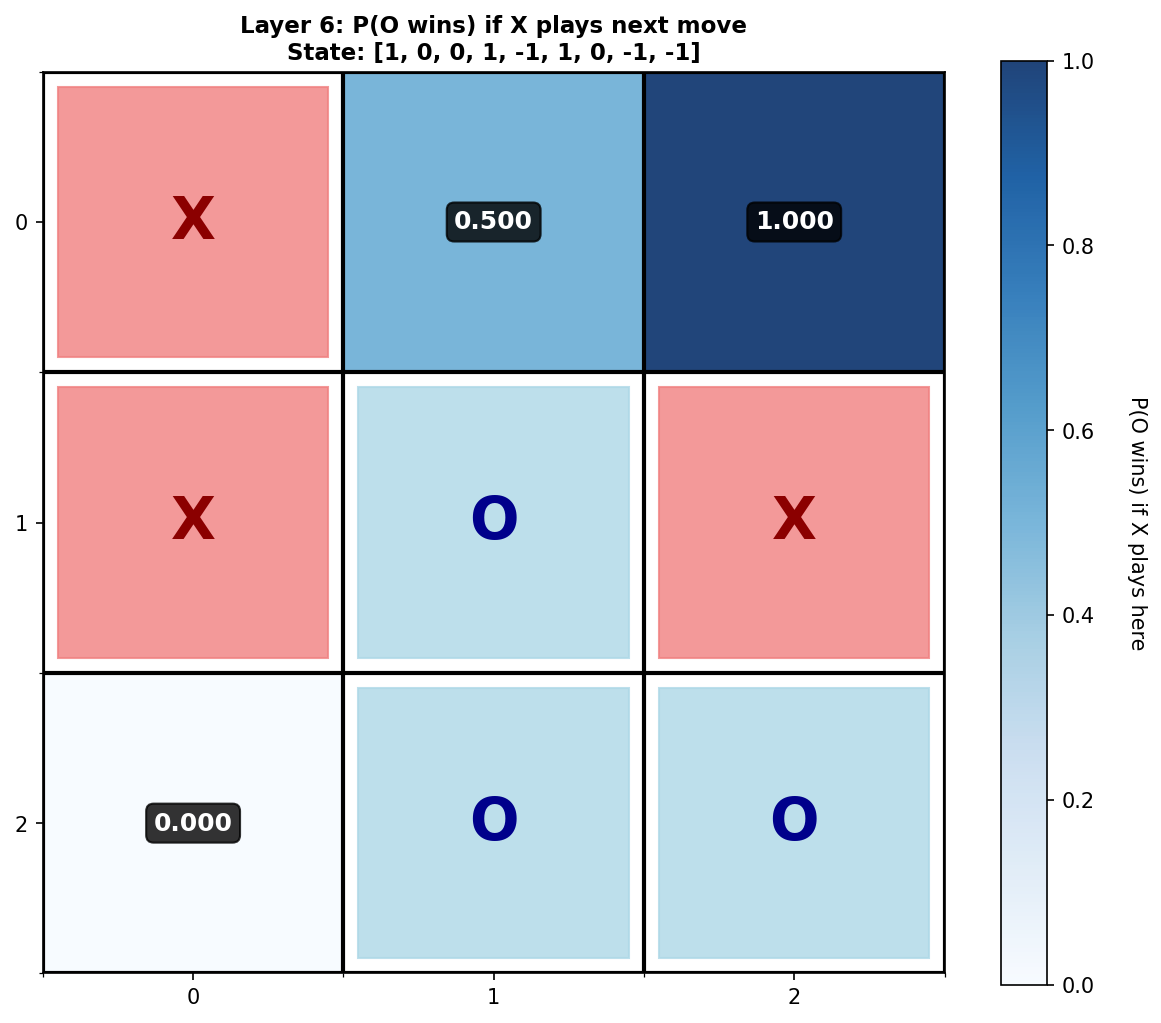 Layer 6: P(O wins) if X plays next move
State: [1, 0, 0, 1, -1, 1, 0, -1, -1]
1.0
0
X
0.500
1.000
0.8
0.6
P(O wins) if X plays here
1
X
O
X
0.4
2
0.000
O
O
0.2
0.0
0
1
2